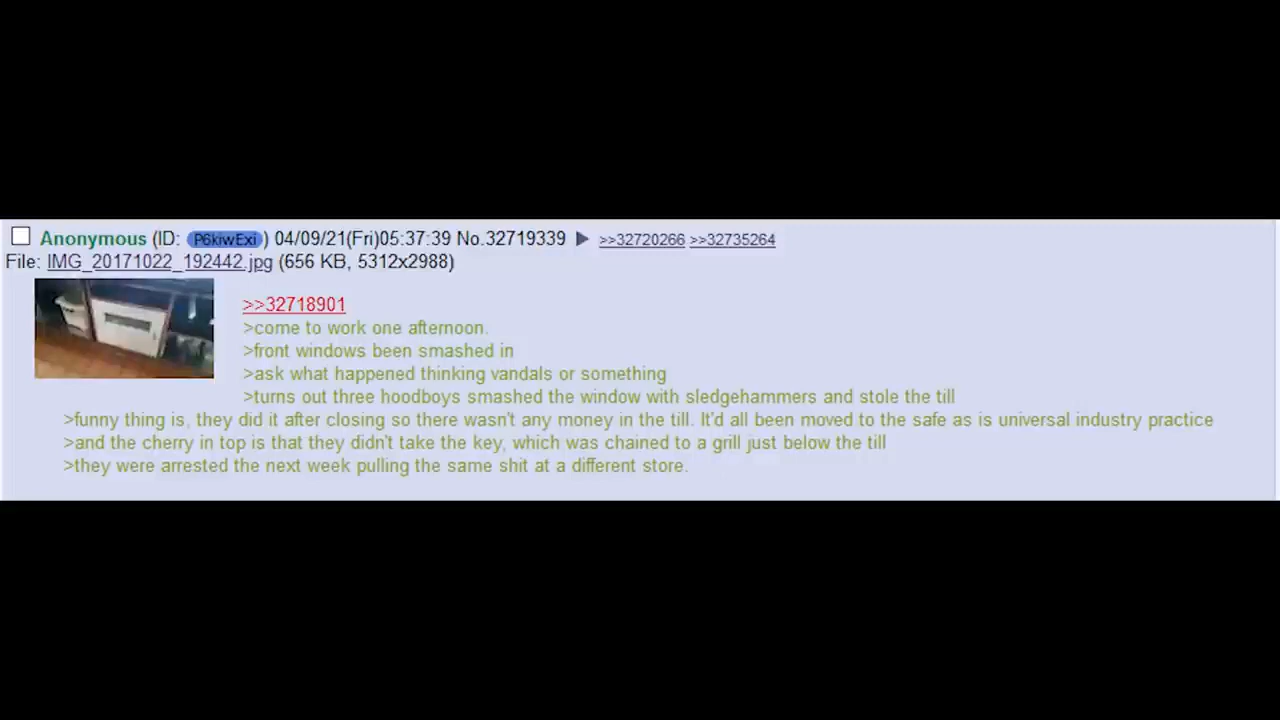 Anonymous (ID: P6kiwExi) 04/09/21(Fri)05:37:39 No.32719339 ▶ >>32720266 >>32735264
File: IMG_20171022_192442.jpg (656 KB, 5312x2988)
>>32718901
>come to work one afternoon.
>front windows been smashed in
>ask what happened thinking vandals or something
>turns out three hoodboys smashed the window with sledgehammers and stole the till
>funny thing is, they did it after closing so there wasn't any money in the till. It'd all been moved to the safe as is universal industry practice
>and the cherry in top is that they didn't take the key, which was chained to a grill just below the till
>they were arrested the next week pulling the same shit at a different store.